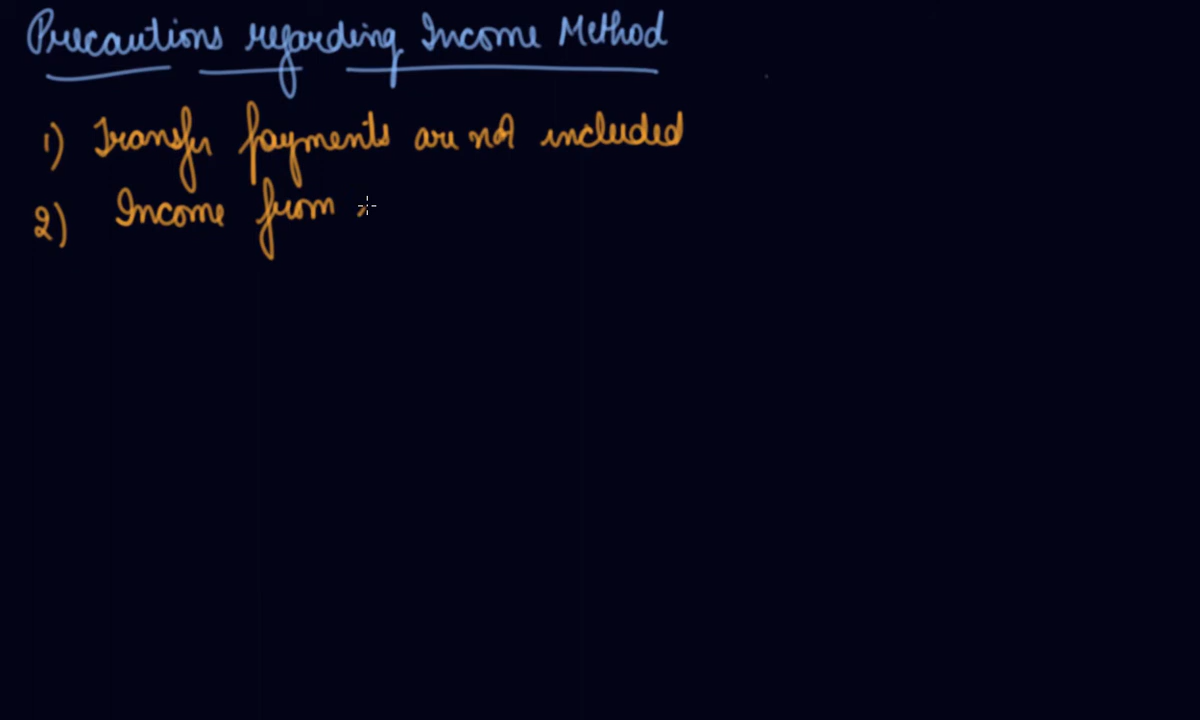 Precautions regarding Income Method
1) Transfer payments are not included
2) Income from